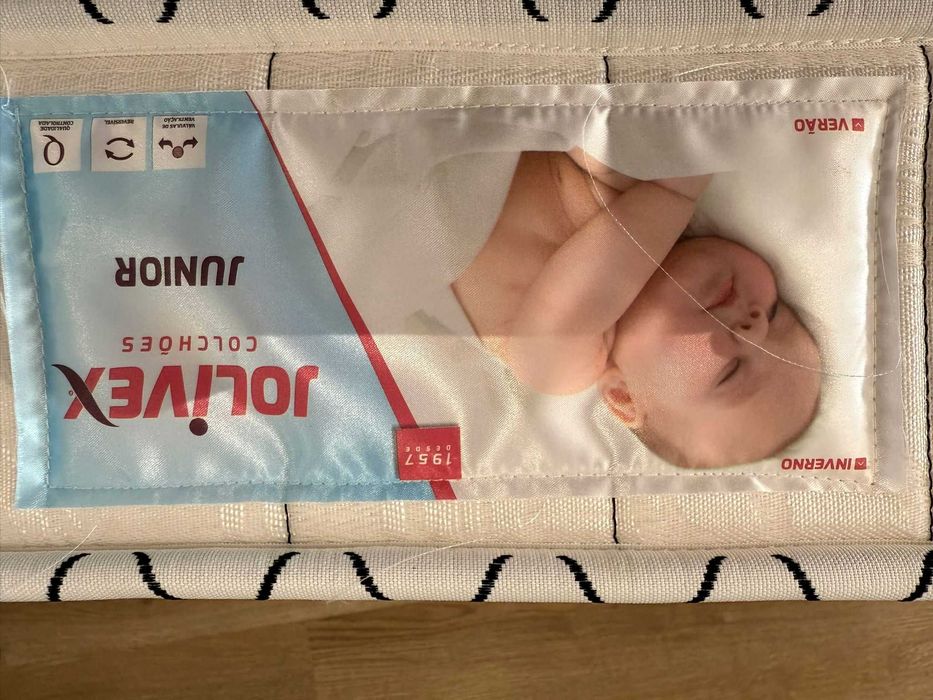 INVERNO
DESDE
1957
JOLIVEX
COLCHÕES
JUNIOR
VERÃO
VÁLVULAS DE
VENTILAÇÃO
REVERSÍVEL
QUALIDADE
CONTROLADA